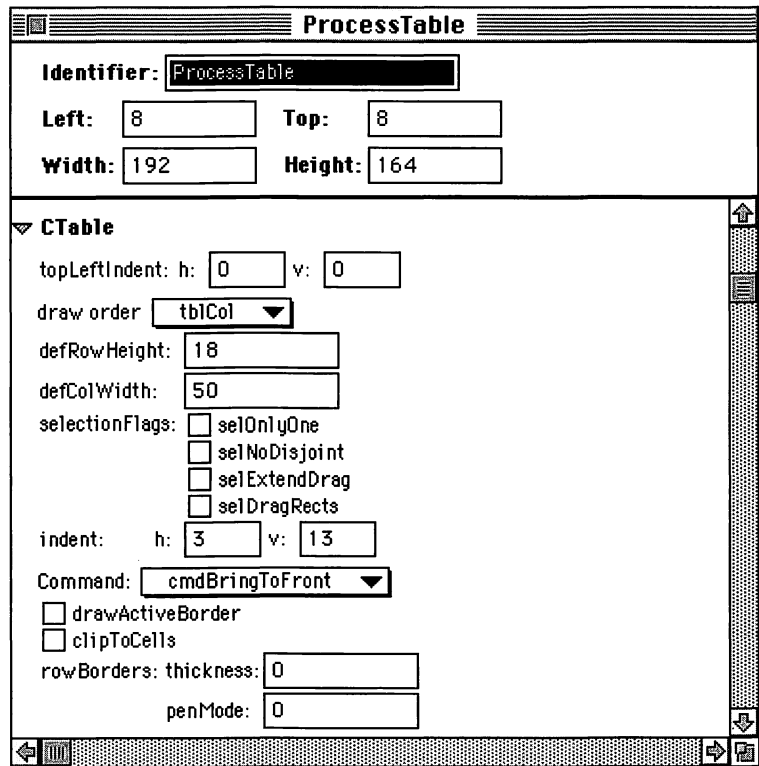 ProcessTable
Identifier: ProcessTable
Left: 8 Top: 8
Width: 192 Height: 164
CTable
topLeftIndent: h: 0 v: 0
draw order tblCol
defRowHeight: 18
defColWidth: 50
selectionFlags: selOnlyOne
selNoDisjoint
selExtendDrag
selDragRects
indent: h: 3 v: 13
Command: cmdBringToFront
drawActiveBorder
clipToCells
rowBorders: thickness: 0
penMode: 0